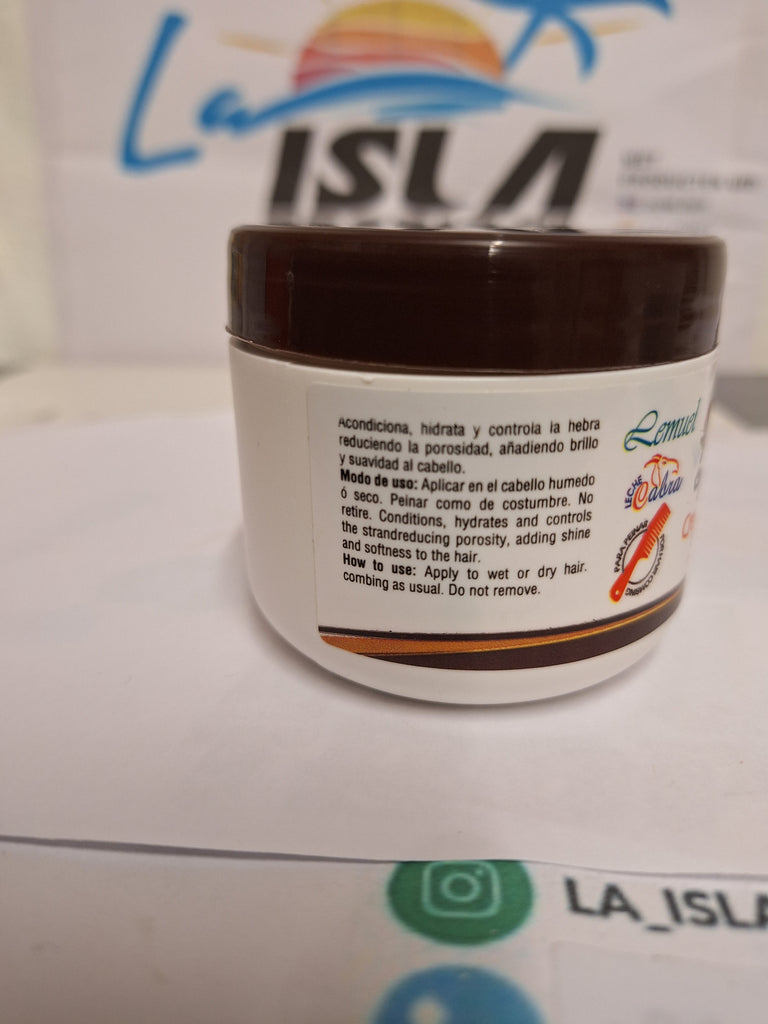 La
ISLA
Acondiciona, hidrata y controla la hebra
reduciendo la porosidad, añadiendo brillo
y suavidad al cabello.
Modo de uso: Aplicar en el cabello humedo
ó seco. Peinar como de costumbre. No
retire. Conditions, hydrates and controls
the strandreducing porosity, adding shine
and softness to the hair.
How to use: Apply to wet or dry hair.
combing as usual. Do not remove.
Lemuel
LECHE
Cabra
PARA PEINAR
FOR HAIR COMBING
LA_ISLA